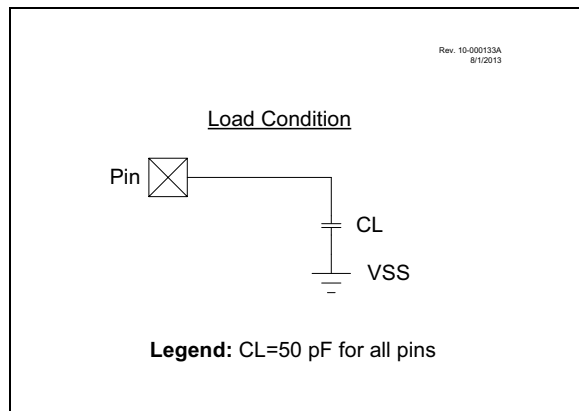 Rev. 10-000133A
8/1/2013
Load Condition
Pin
CL
VSS
Legend: CL=50 pF for all pins